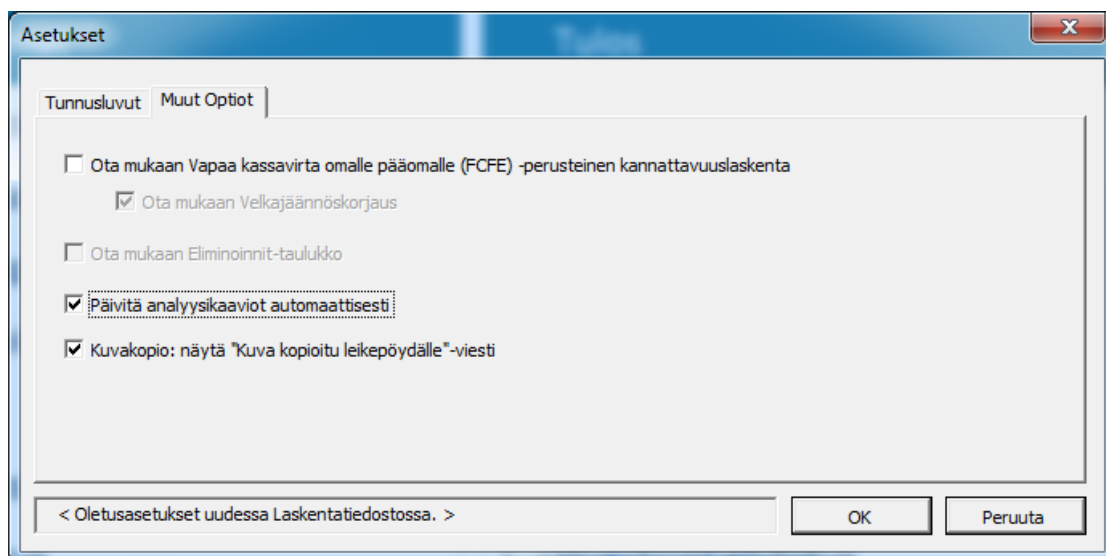 Asetukset
Tulos
Tunnusluvut Muut Optiot
Ota mukaan Vapaa kassavirta omalle pääomalle (FCFE) -perusteinen kannattavuuslaskenta
Ota mukaan Velkajäännöskorjaus
Ota mukaan Eliminoinnit-taulukko
Päivitä analyysikaaviot automaattisesti
Kuvakopio: näytä "Kuva kopioitu leikepöydälle"-viesti
< Oletusasetukset uudessa Laskentatiedostossa. >
OK Peruuta